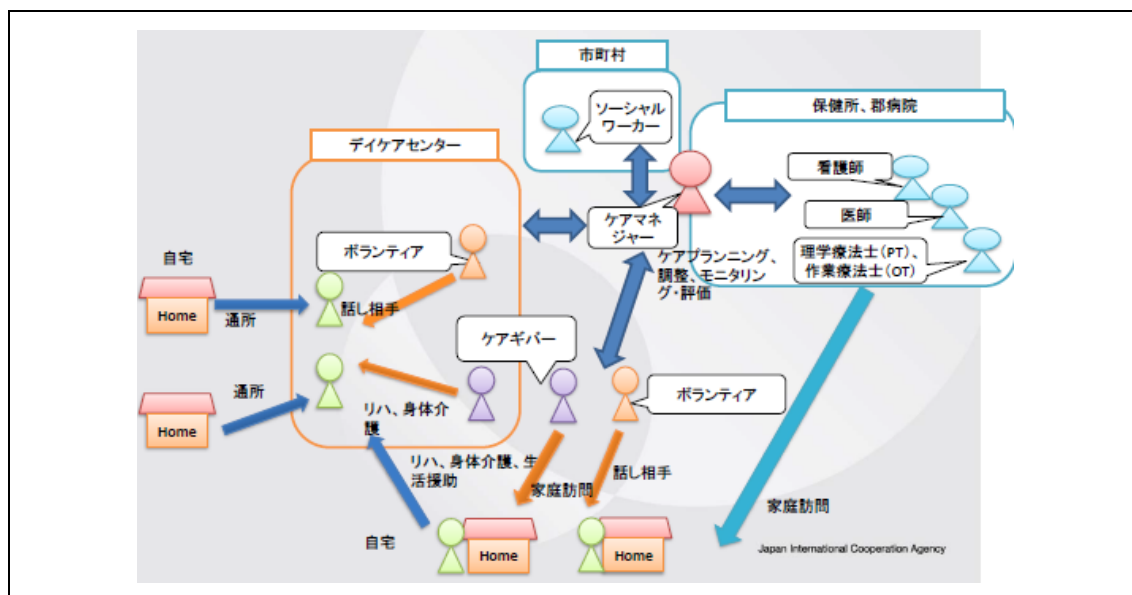 市町村
ソーシャル
ワーカー
保健所、郡病院
看護師
医師
理学療法士(PT)、
作業療法士(OT)
デイケアセンター
ボランティア
ケアマネ
ジャー
ケアプランニング、
調整、モニタリン
グ・評価
自宅
Home
通所
話し相手
ケアギバー
ボランティア
通所
Home
リハ、身体介
護
リハ、身体介護、生
活援助
家庭訪問
話し相手
家庭訪問
自宅
Home
Home
Japan International Cooperation Agency